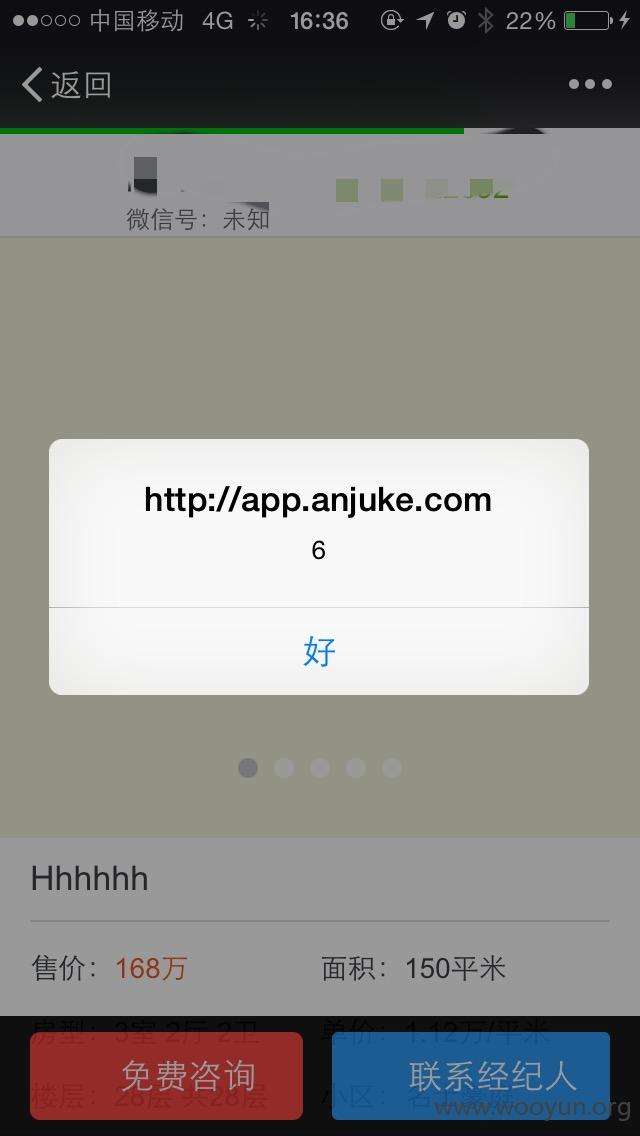 中国移动 4G 16:36 22%
返回
微信号：未知
http://app.anjuke.com
6
好
Hhhhhh
售价：168万 面积：150平米
房型：3室 2厅 2卫 单价：1.12万/平米
免费咨询 联系经纪人
楼层：28层 共28层 小区：
www.wooyun.org